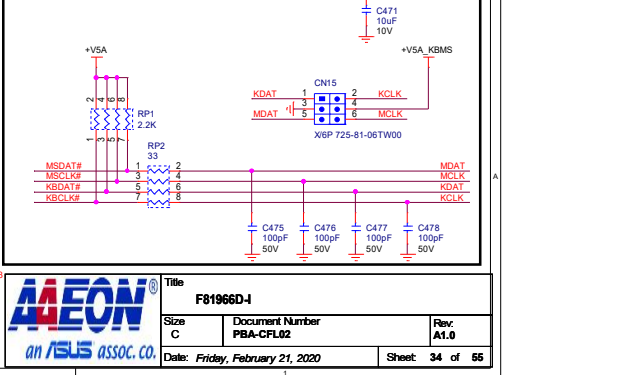 C471
10uF
10V
+V5A
+V5A_KBMS
CN15
KDAT 1 2 KCLK
3 4
MDAT 5 6 MCLK
X/6P 725-81-06TW00
2 4 6 8
RP1
2.2K
1 3 5 7
RP2
33
MSDAT# 1 2 MDAT
MSCLK# 3 4 MCLK
KBDAT# 5 6 KDAT
KBCLK# 7 8 KCLK
A
C475 C476 C477 C478
100pF 100pF 100pF 100pF
50V 50V 50V 50V
AAEON®
an ASUS assoc. co.
Title
F81966D-I
Size
C
Document Number
PBA-CFL02
Rev:
A1.0
Date: Friday, February 21, 2020
Sheet: 34 of 55
1